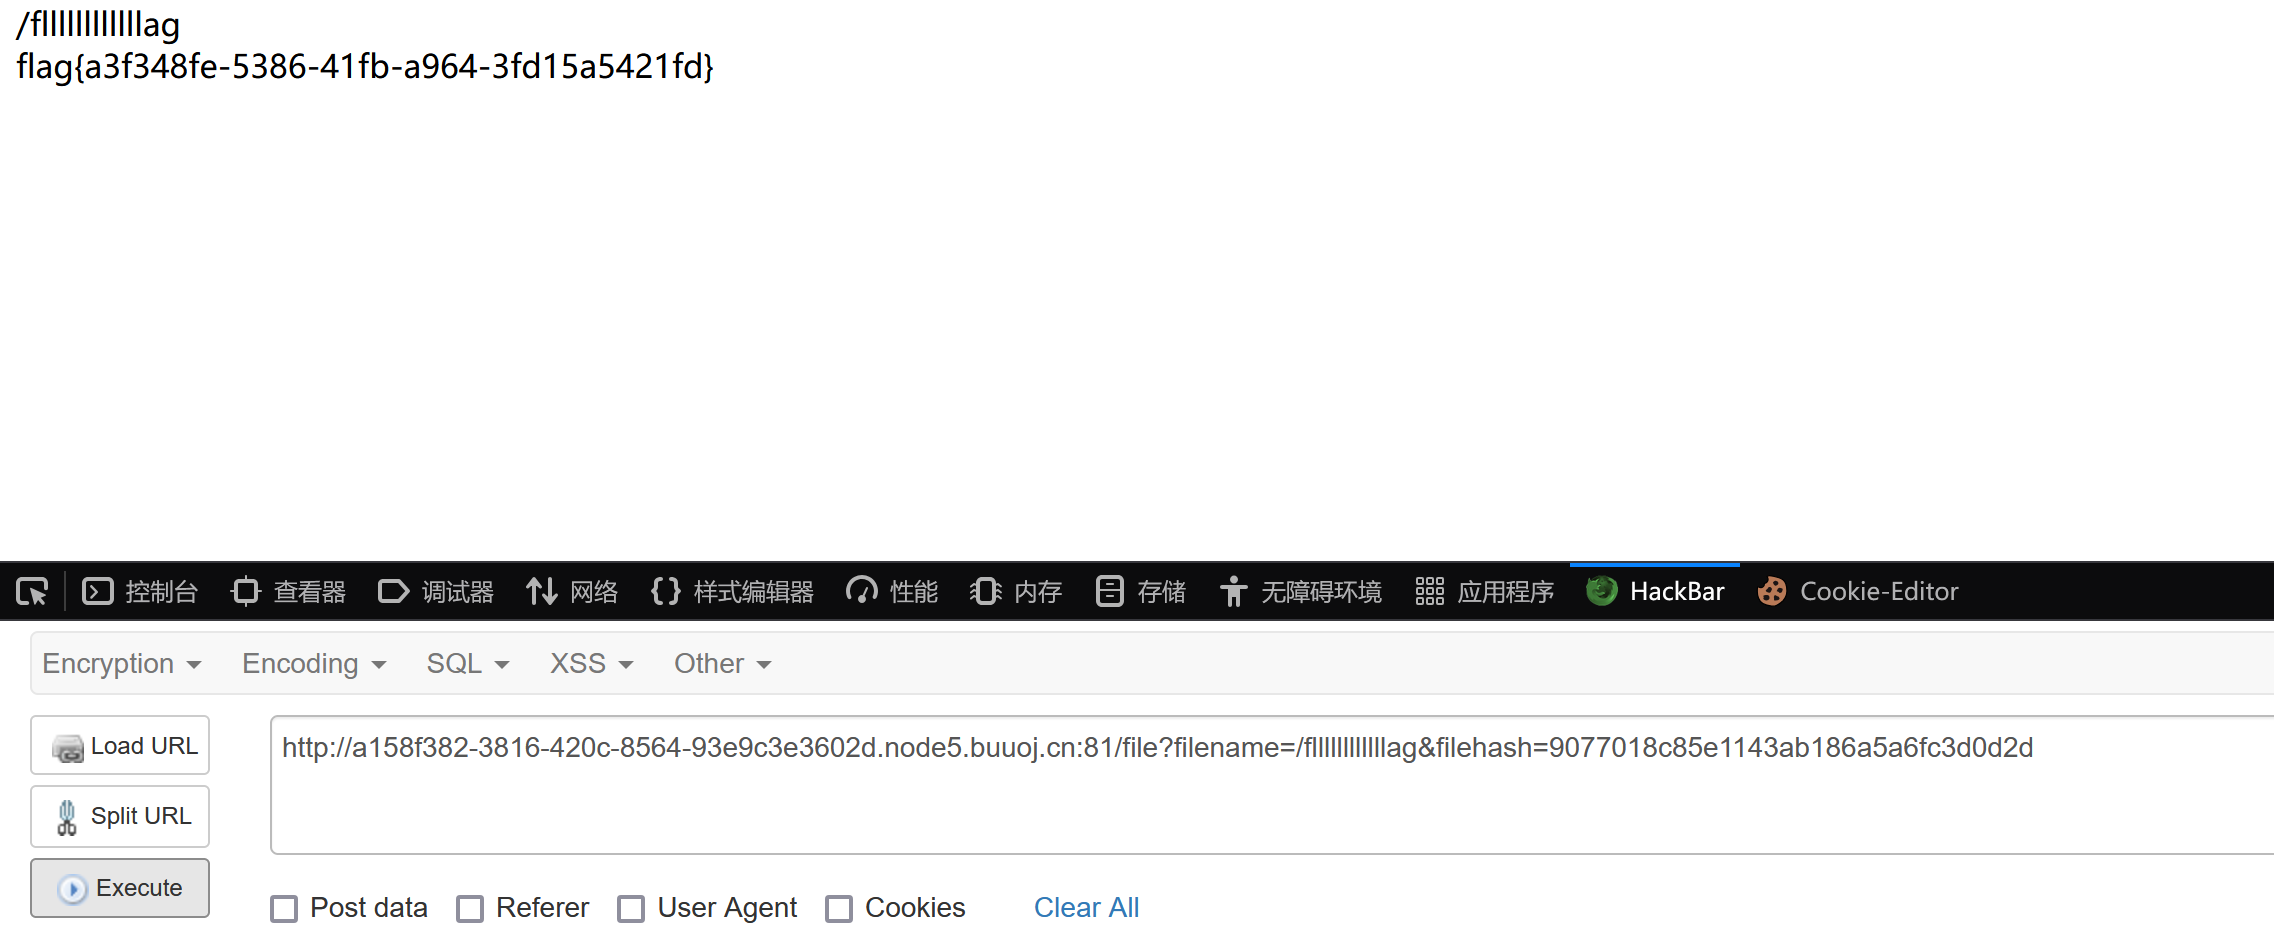 /fllllllllllllag
flag{a3f348fe-5386-41fb-a964-3fd15a5421fd}
控制台 查看器 调试器 网络 样式编辑器 性能 内存 存储 无障碍环境 应用程序 HackBar Cookie-Editor
Encryption Encoding SQL XSS Other
Load URL
http://a158f382-3816-420c-8564-93e9c3e3602d.node5.buuoj.cn:81/file?filename=/fllllllllllllag&filehash=9077018c85e1143ab186a5a6fc3d0d2d
Split URL
Execute
Post data Referer User Agent Cookies Clear All